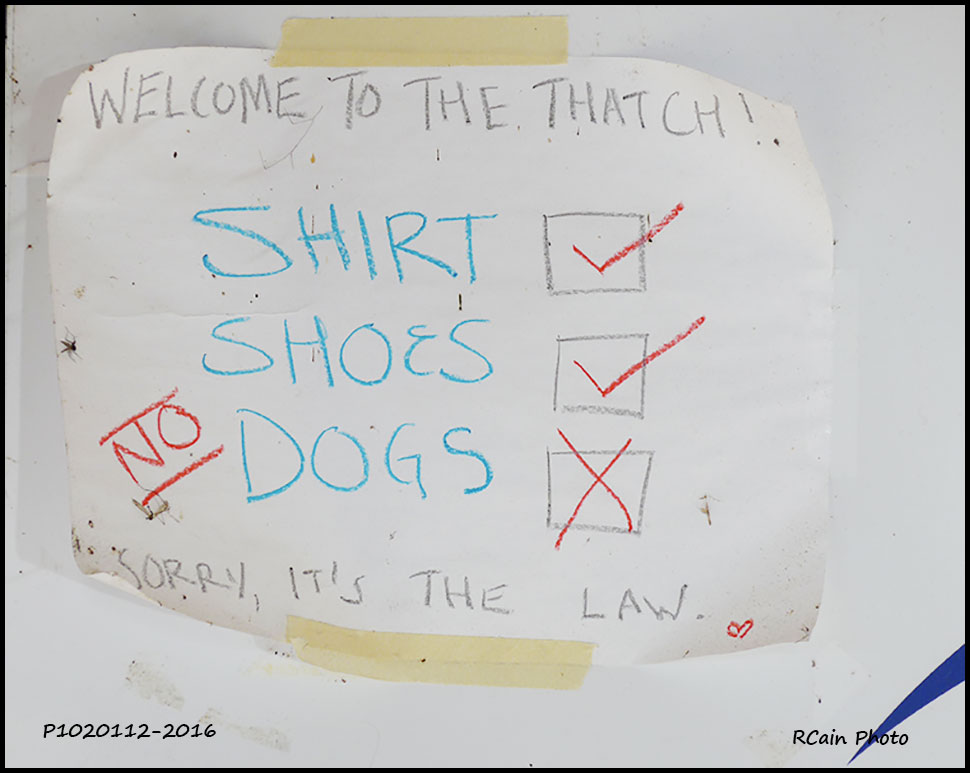 WELCOME TO THE THATCH!
SHIRT
SHOES
NO DOGS
SORRY, IT'S THE LAW.
P1020112-2016
RCain Photo